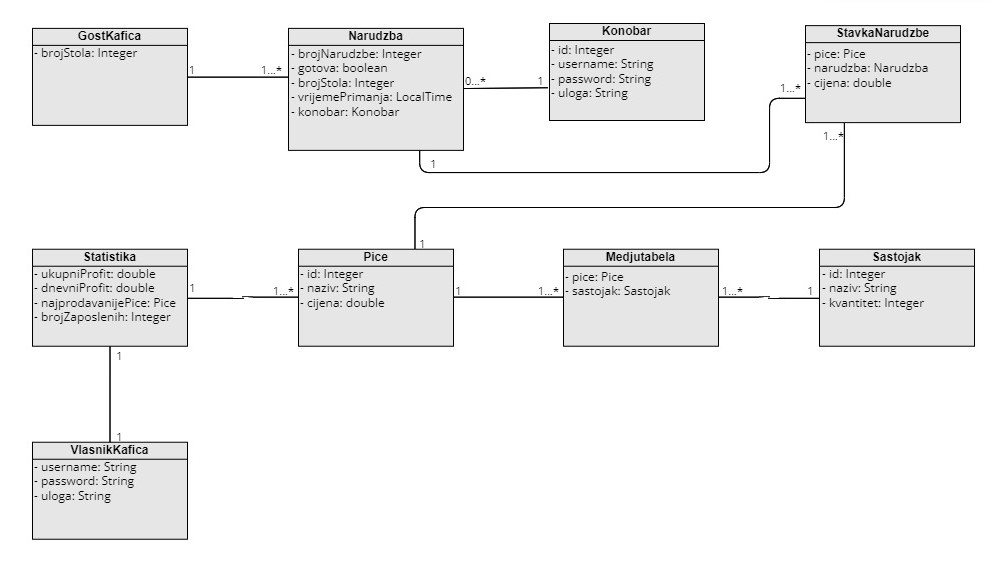 GostKafica
- brojStola: Integer
1
1...*
Narudzba
- brojNarudzbe: Integer
- gotova: boolean
- brojStola: Integer
- vrijemePrimanja: LocalTime
- konobar: Konobar
0...*
1
1
Konobar
- id: Integer
- username: String
- password: String
- uloga: String
StavkaNarudzbe
- pice: Pice
- narudzba: Narudzba
- cijena: double
1...*
1...*
Statistika
- ukupniProfit: double
- dnevniProfit: double
- najprodavanijePice: Pice
- brojZaposlenih: Integer
1
1...*
1
Pice
- id: Integer
- naziv: String
- cijena: double
1
1...*
1
Medjutabela
- pice: Pice
- sastojak: Sastojak
1...*
1
Sastojak
- id: Integer
- naziv: String
- kvantitet: Integer
1
VlasnikKafica
- username: String
- password: String
- uloga: String